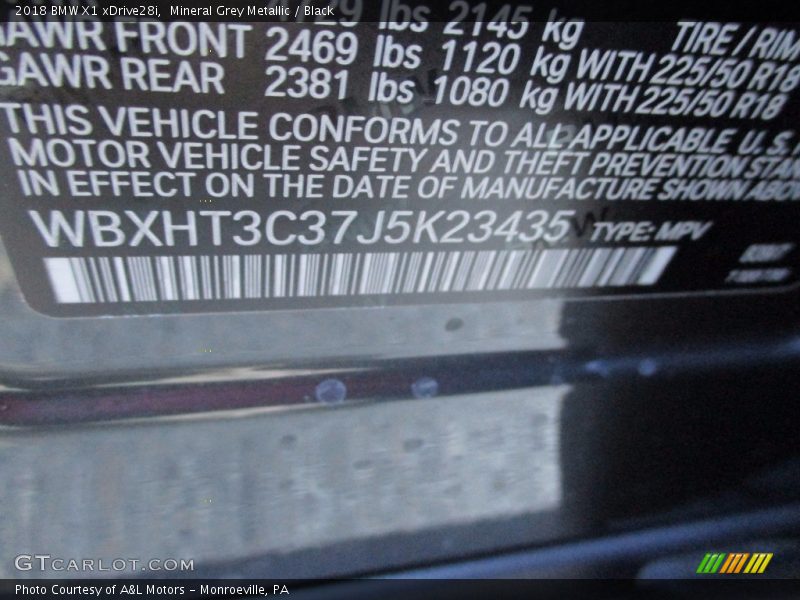 2018 BMW X1 xDrive28i, Mineral Grey Metallic / Black
lbs 2145 kg
GAWR FRONT 2469 lbs 1120 kg WITH 225/50 R18
TIRE / RIM
GAWR REAR 2381 lbs 1080 kg WITH 225/50 R18
THIS VEHICLE CONFORMS TO ALL APPLICABLE U.S.
MOTOR VEHICLE SAFETY AND THEFT PREVENTION STAN
IN EFFECT ON THE DATE OF MANUFACTURE SHOWN ABOV
WBXHT3C37J5K23435 TYPE: MPV
GTCARLOT.COM
Photo Courtesy of A&L Motors – Monroeville, PA